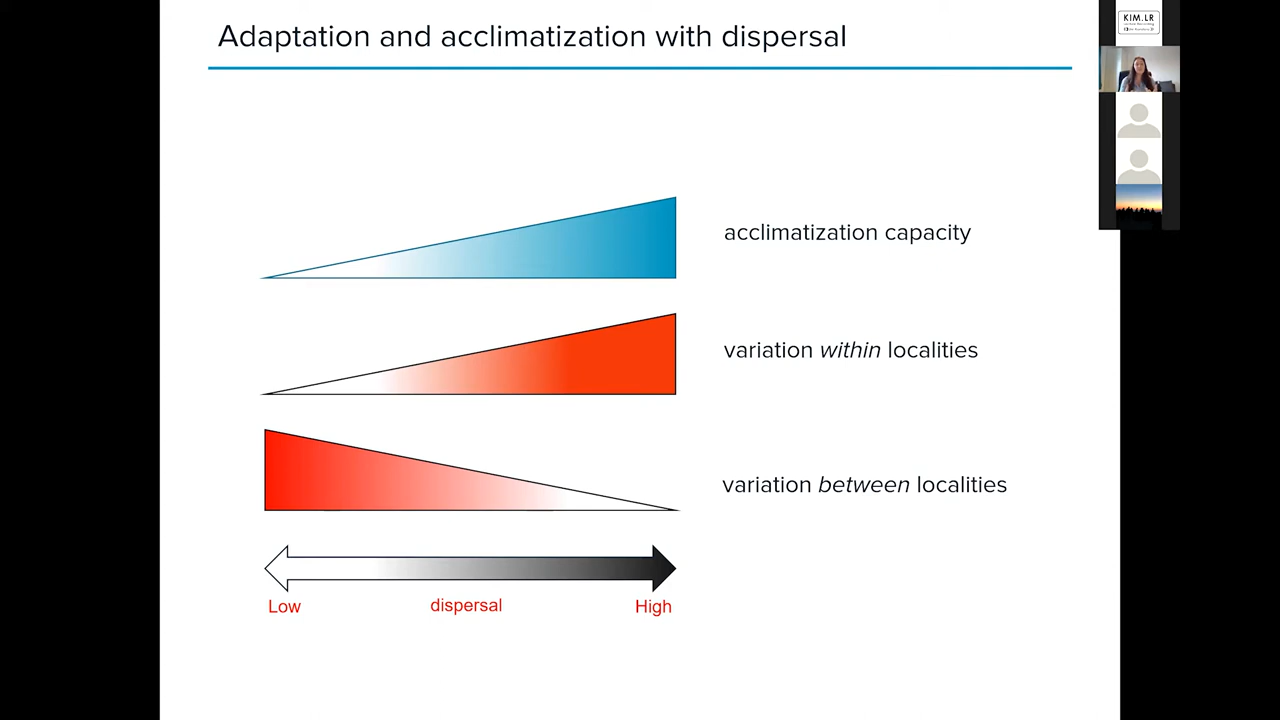 Adaptation and acclimatization with dispersal
KIM.LR
acclimatization capacity
variation within localities
variation between localities
Low
dispersal
High